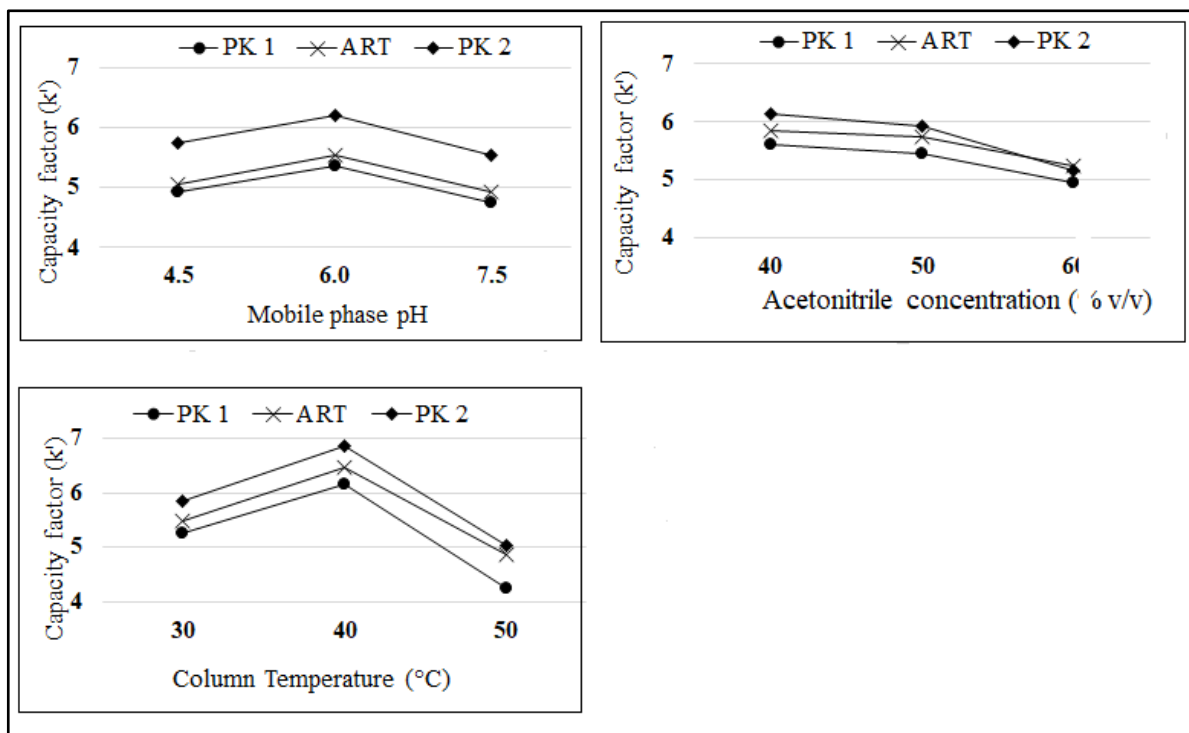 PK 1 ART PK 2
Capacity factor (k')
7
6
5
4
4.5 6.0 7.5
Mobile phase pH
PK 1 ART PK 2
Capacity factor (k')
7
6
5
4
40 50 60
Acetonitrile concentration (% v/v)
PK 1 ART PK 2
Capacity factor (k')
7
6
5
4
30 40 50
Column Temperature (°C)